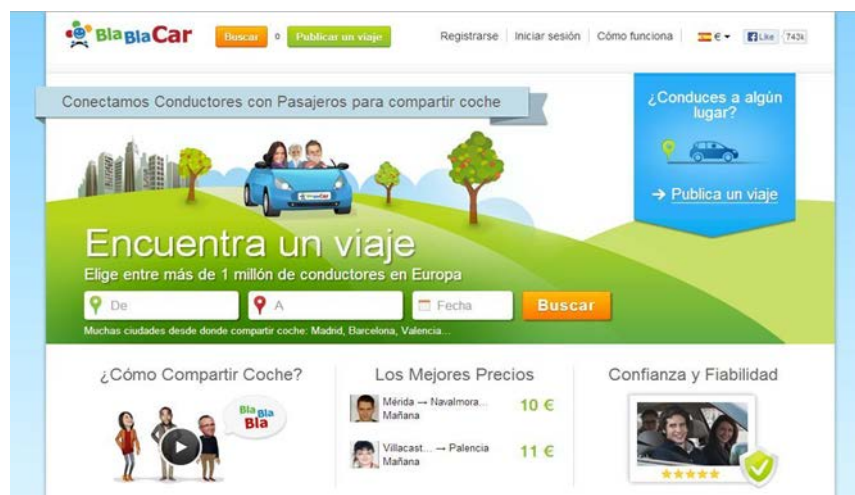 BlaBlaCar
Buscar o Publicar un viaje
Registrarse Iniciar sesión Cómo funciona € Like 743k
Conectamos Conductores con Pasajeros para compartir coche
¿Conduces a algún
lugar?
→ Publica un viaje
BlaBlaCar
Encuentra un viaje
Elige entre más de 1 millón de conductores en Europa
De A Fecha Buscar
Muchas ciudades desde donde compartir coche: Madrid, Barcelona, Valencia...
¿Cómo Compartir Coche?
Bla Bla
Bla
Los Mejores Precios
Mérida → Navalmora... 10 €
Mañana
Villacast... → Palencia 11 €
Mañana
Confianza y Fiabilidad